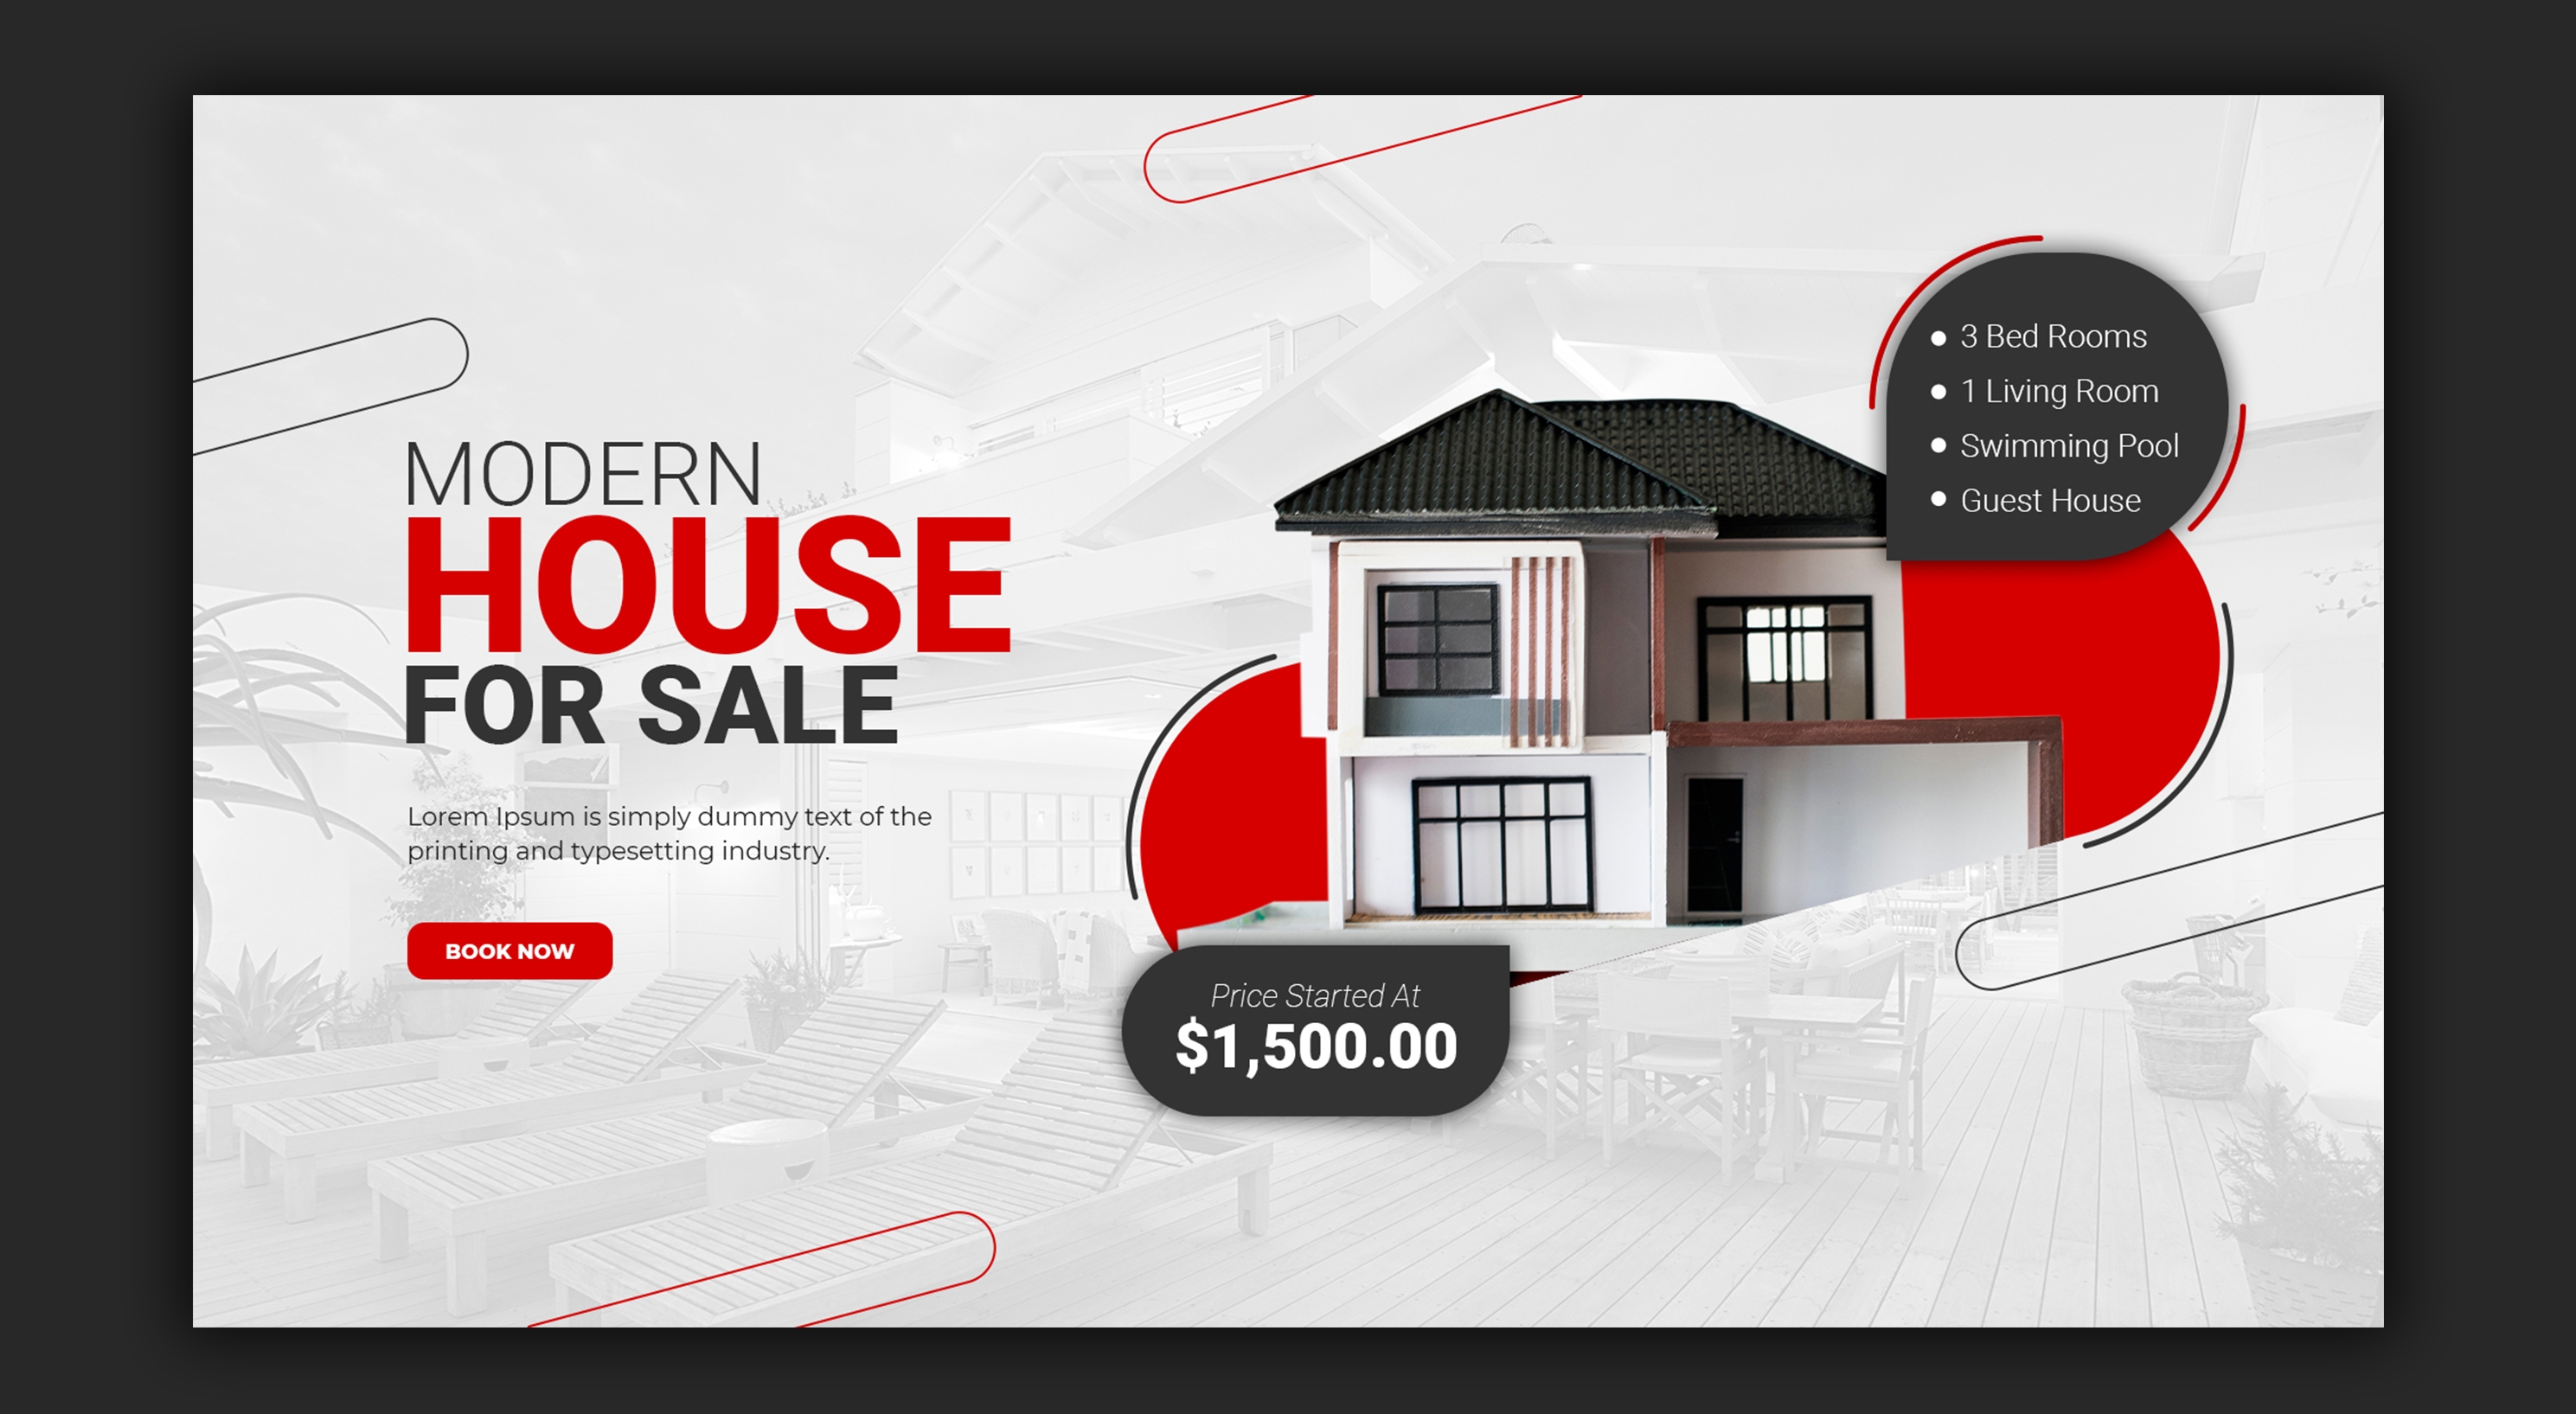 MODERN
HOUSE
FOR SALE
Lorem Ipsum is simply dummy text of the
printing and typesetting industry.
BOOK NOW
3 Bed Rooms
1 Living Room
Swimming Pool
Guest House
Price Started At
$1,500.00